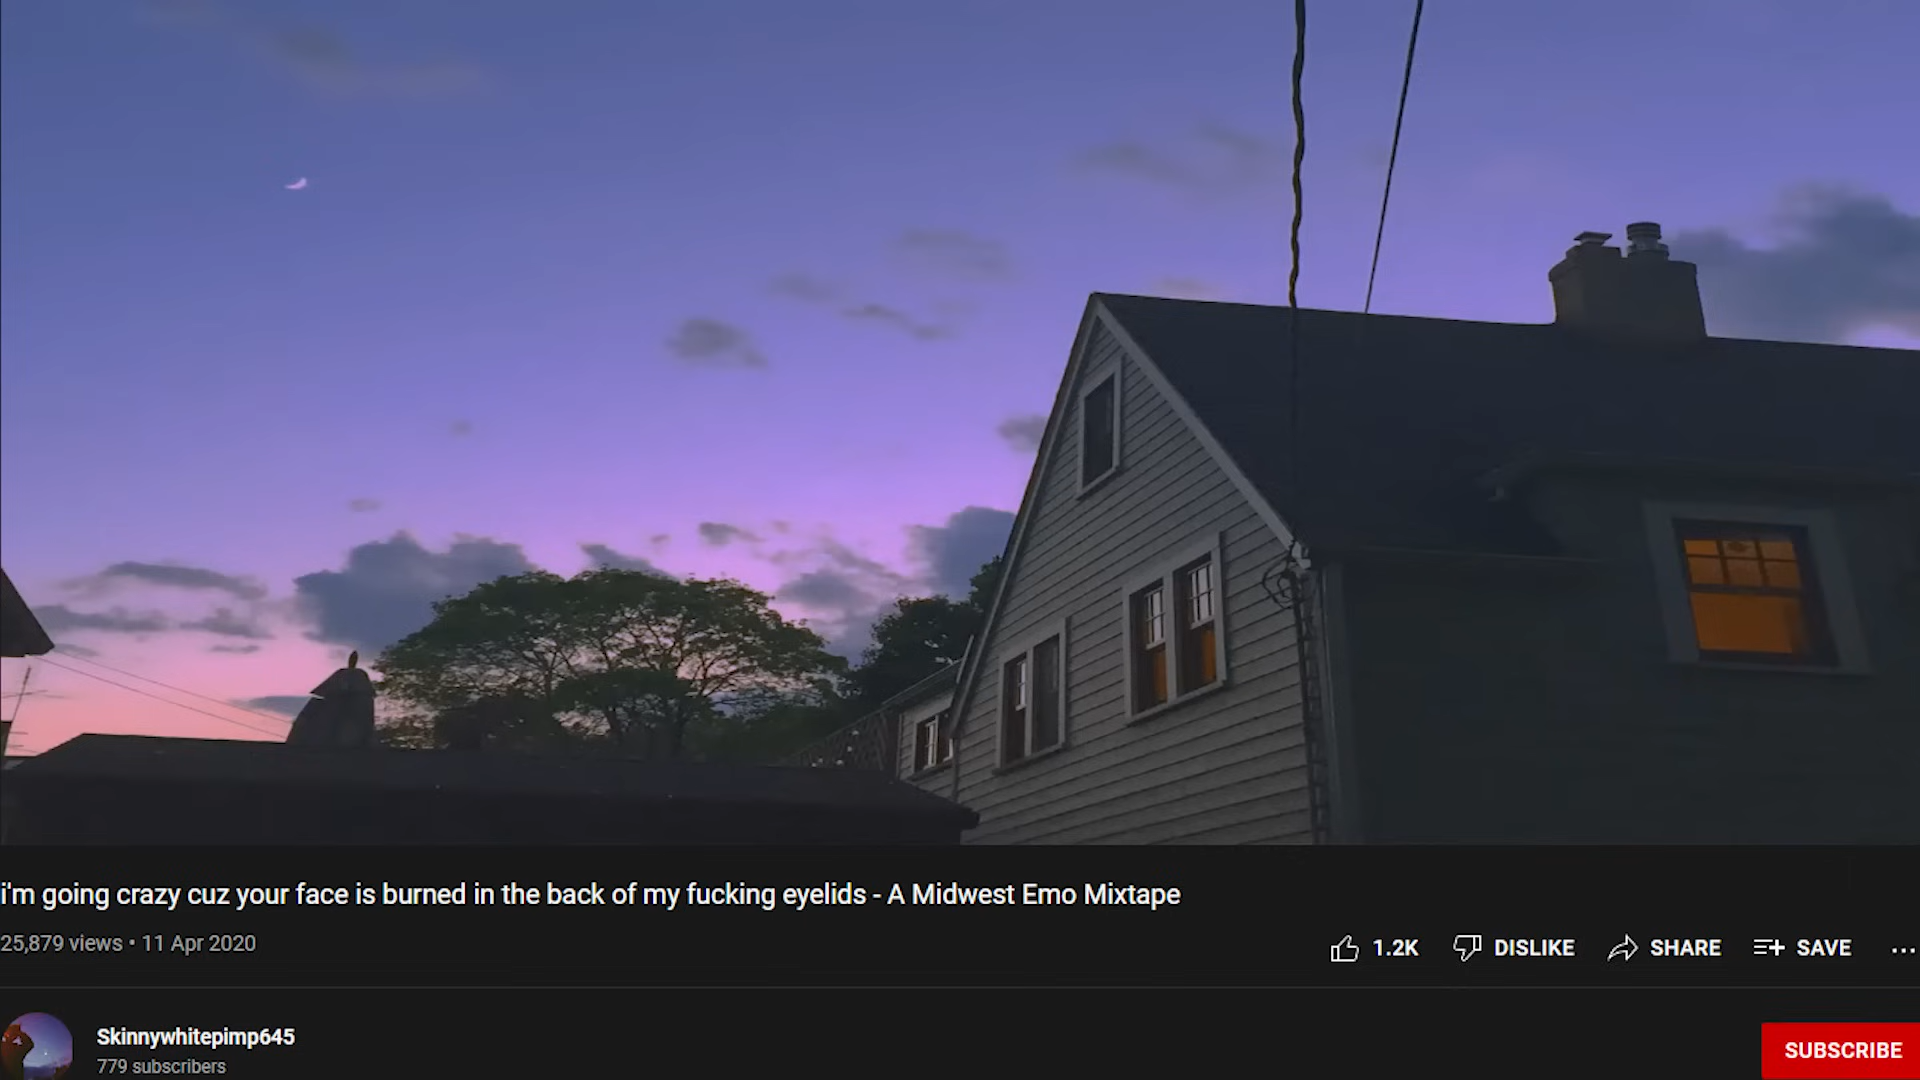 i'm going crazy cuz your face is burned in the back of my fucking eyelids - A Midwest Emo Mixtape
25,879 views • 11 Apr 2020
1.2K DISLIKE SHARE SAVE ...
Skinnywhitepimp645
779 subscribers
SUBSCRIBE